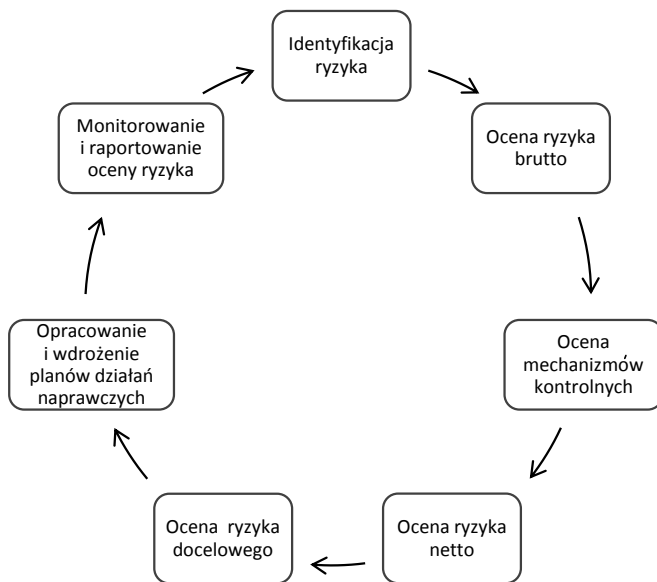 Identyfikacja
ryzyka
Ocena ryzyka
brutto
Ocena
mechanizmów
kontrolnych
Ocena ryzyka
netto
Ocena ryzyka
docelowego
Opracowanie
i wdrożenie
planów działań
naprawczych
Monitorowanie
i raportowanie
oceny ryzyka